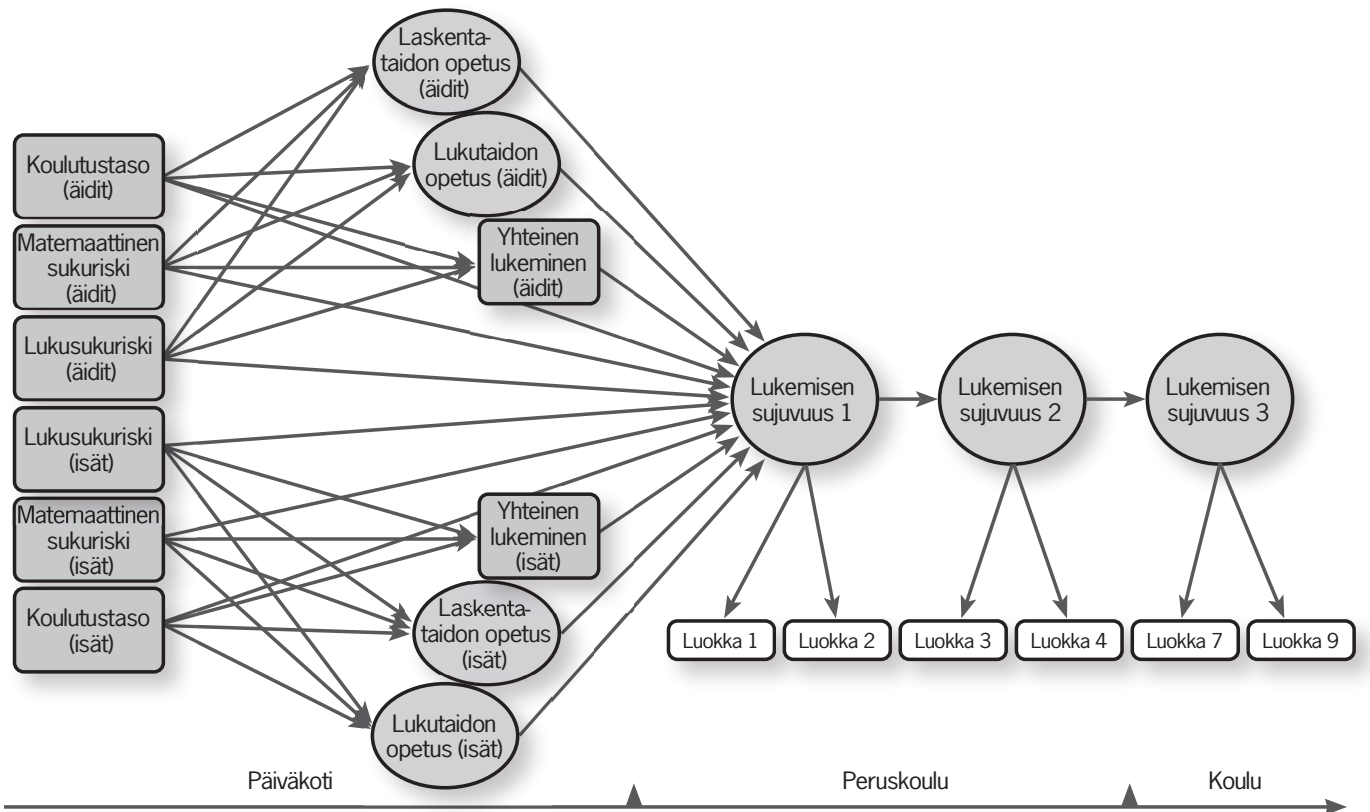 Koulutustaso
(äidit)
Matemaattinen
sukuriski
(äidit)
Lukusukuriski
(äidit)
Lukusukuriski
(isät)
Matemaattinen
sukuriski
(isät)
Koulutustaso
(isät)
Laskenta-
taidon opetus
(äidit)
Lukutaidon
opetus (äidit)
Yhteinen
lukeminen
(äidit)
Yhteinen
lukeminen
(isät)
Laskenta-
taidon opetus
(isät)
Lukutaidon
opetus (isät)
Lukemisen
sujuvuus 1
Lukemisen
sujuvuus 2
Lukemisen
sujuvuus 3
Luokka 1
Luokka 2
Luokka 3
Luokka 4
Luokka 7
Luokka 9
Päiväkoti
Peruskoulu
Koulu